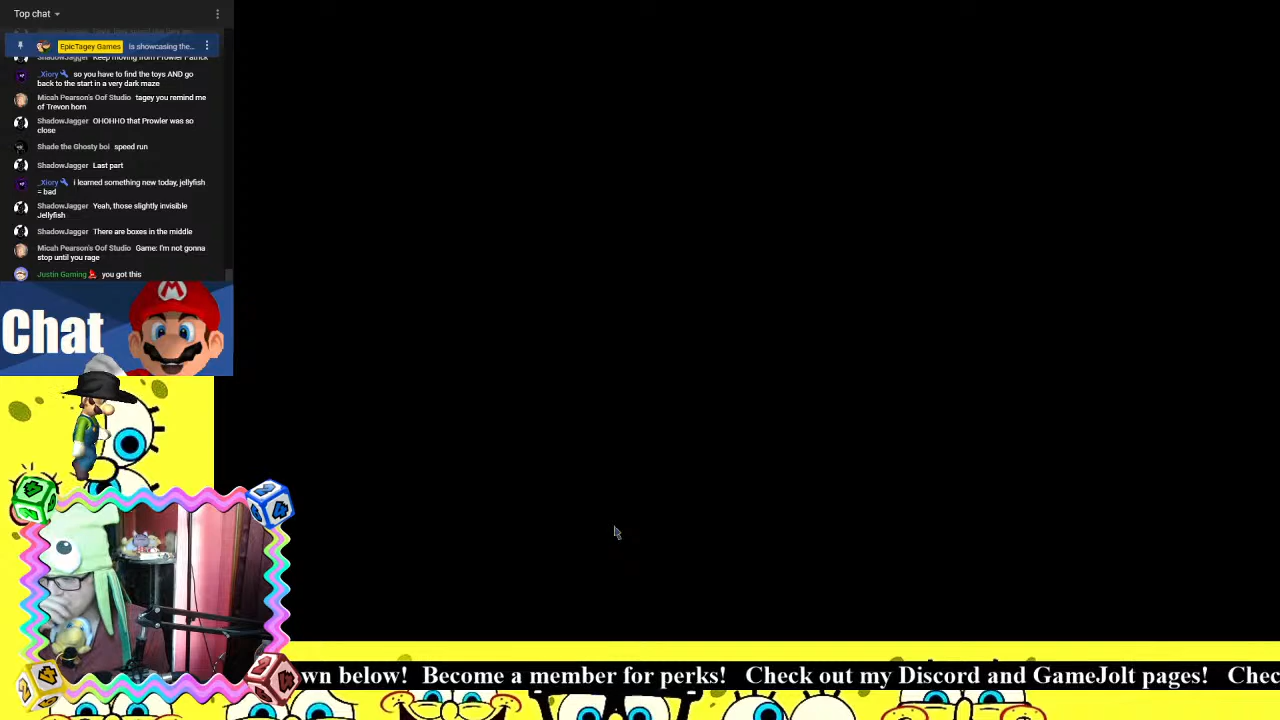 Top chat
EpicTagey Games is showcasing the...
ShadowJagger Keep moving from Prowler Patrick
_Xiory so you have to find the toys AND go
back to the start in a very dark maze
Micah Pearson's Oof Studio tagey you remind me
of Trevon horn
ShadowJagger OHOHHO that Prowler was so
close
Shade the Ghosty boi speed run
ShadowJagger Last part
_Xiory i learned something new today, jellyfish
= bad
ShadowJagger Yeah, those slightly invisible
Jellyfish
ShadowJagger There are boxes in the middle
Micah Pearson's Oof Studio Game: I'm not gonna
stop until you rage
Justin Gaming you got this
Chat
M
own below! Become a member for perks! Check out my Discord and GameJolt pages! Chec